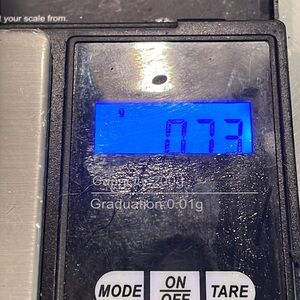 t your scale from.
073
Graduation 0.01g
MODE
ON
OFF
TARE